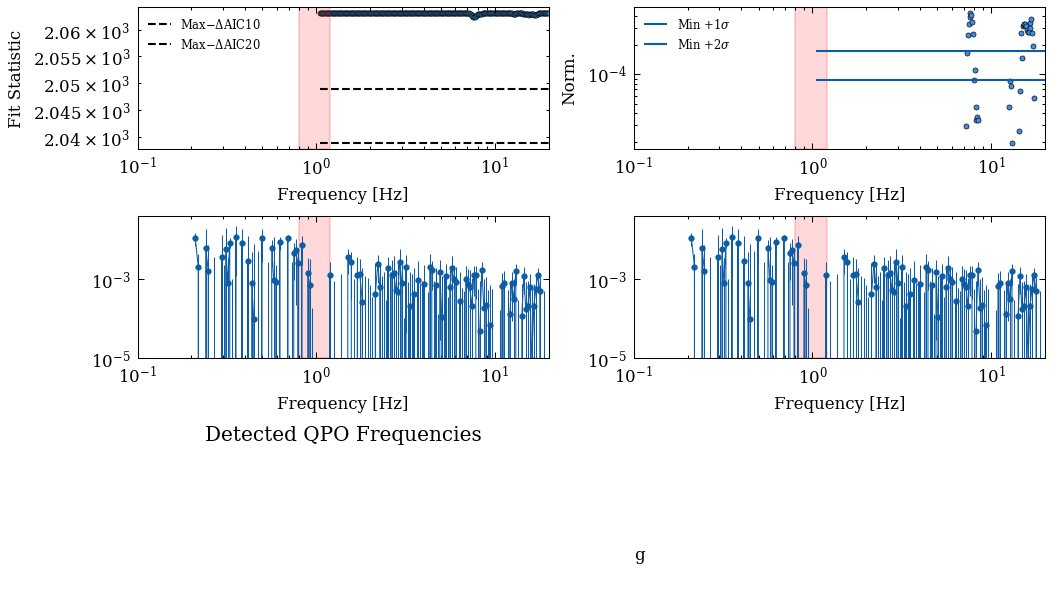 Fit Statistic
2.06 × 10³
2.055 × 10³
2.05 × 10³
2.045 × 10³
2.04 × 10³
Max−ΔAIC10
Max−ΔAIC20
10⁻¹ 10⁰ 10¹
Frequency [Hz]
Norm.
10⁻⁴
Min +1σ
Min +2σ
10⁻¹ 10⁰ 10¹
Frequency [Hz]
10⁻³
10⁻⁵
10⁻¹ 10⁰ 10¹
Frequency [Hz]
10⁻³
10⁻⁵
10⁻¹ 10⁰ 10¹
Frequency [Hz]
Detected QPO Frequencies
g